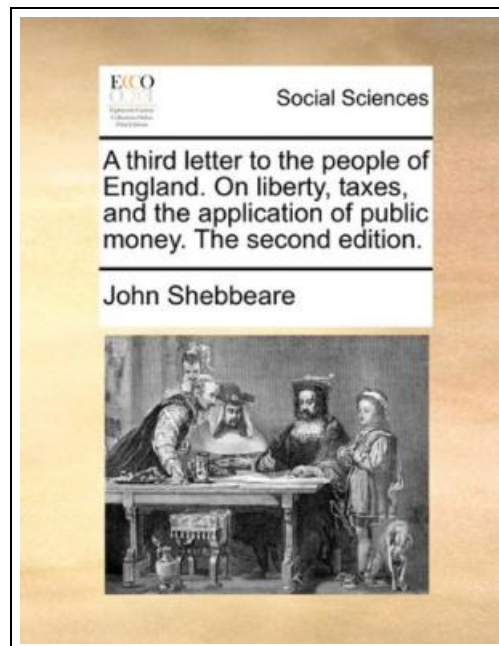 ECCO
Social Sciences
A third letter to the people of
England. On liberty, taxes,
and the application of public
money. The second edition.
John Shebbeare